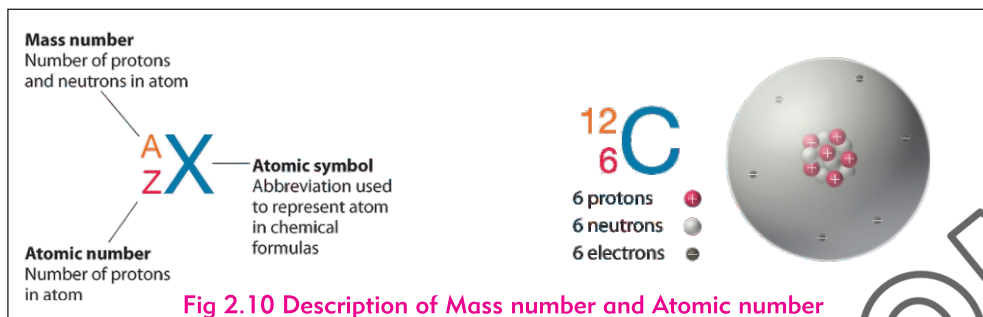 Mass number
Number of protons
and neutrons in atom
A
Z
X
Atomic symbol
Abbreviation used
to represent atom
in chemical
formulas
Atomic number
Number of protons
in atom
12
6
C
6 protons +
6 neutrons
6 electrons −
Fig 2.10 Description of Mass number and Atomic number